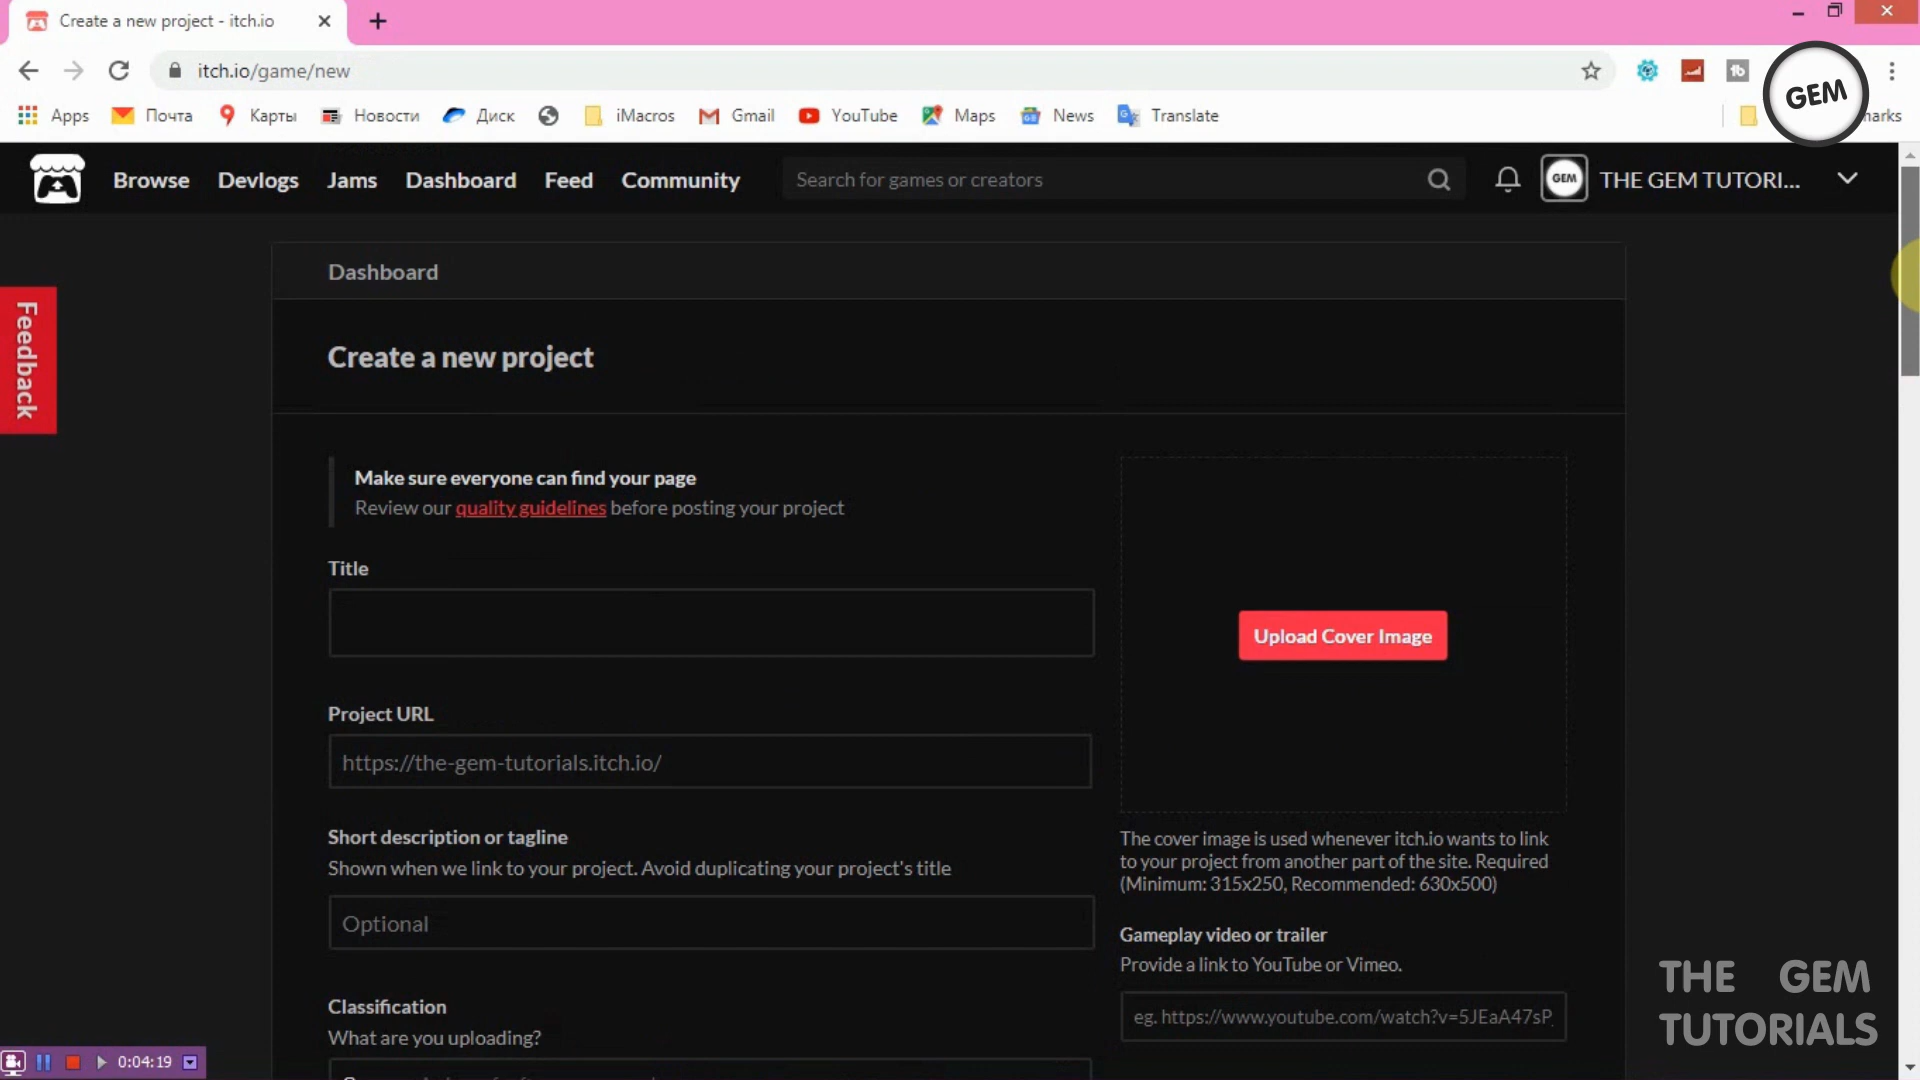 Create a new project - itch.io
itch.io/game/new
GEM
Apps Почта Карты Новости Диск iMacros Gmail YouTube Maps News Translate
Browse Devlogs Jams Dashboard Feed Community Search for games or creators GEM THE GEM TUTORI...
Feedback
Dashboard
Create a new project
Make sure everyone can find your page
Review our quality guidelines before posting your project
Title
Upload Cover Image
Project URL
https://the-gem-tutorials.itch.io/
Short description or tagline
Shown when we link to your project. Avoid duplicating your project's title
Optional
The cover image is used whenever itch.io wants to link
to your project from another part of the site. Required
(Minimum: 315x250, Recommended: 630x500)
Gameplay video or trailer
Provide a link to YouTube or Vimeo.
eg. https://www.youtube.com/watch?v=5JEaA47sP
Classification
What are you uploading?
THE GEM
TUTORIALS
0:04:19